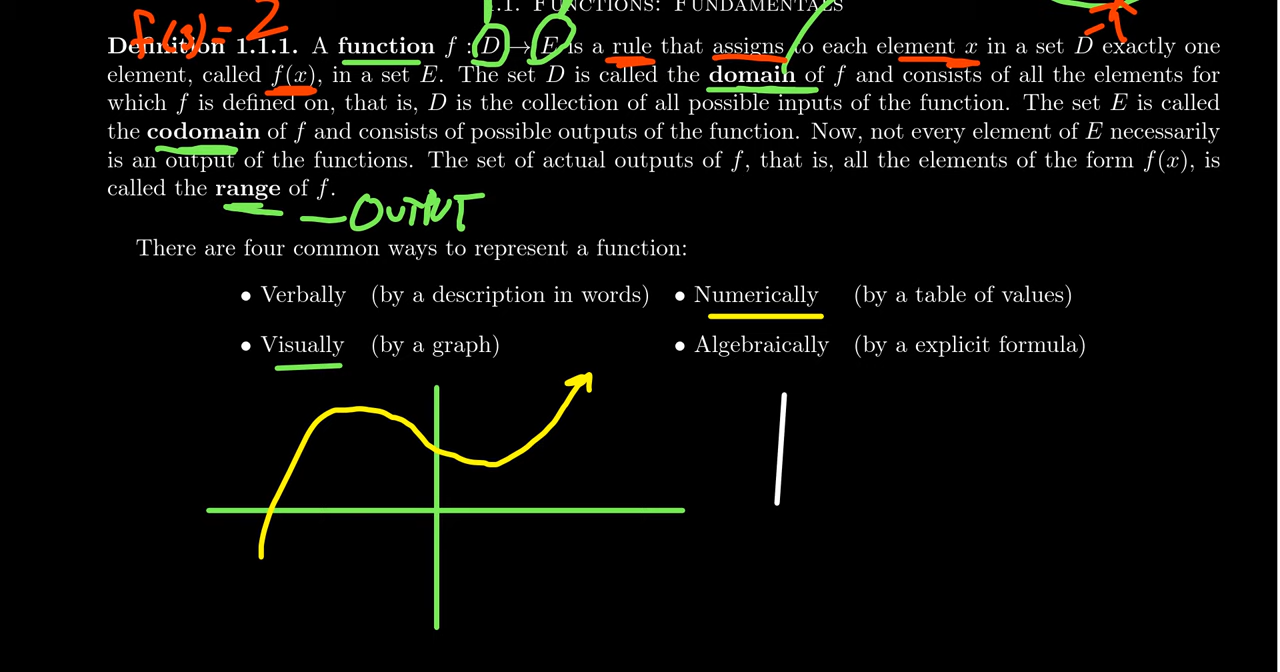 .1. FUNCTIONS: FUNDAMENTALS
f(3)=2
Definition 1.1.1. A function f : D → E is a rule that assigns to each element x in a set D exactly one
element, called f(x), in a set E. The set D is called the domain of f and consists of all the elements for
which f is defined on, that is, D is the collection of all possible inputs of the function. The set E is called
the codomain of f and consists of possible outputs of the function. Now, not every element of E necessarily
is an output of the functions. The set of actual outputs of f, that is, all the elements of the form f(x), is
called the range of f.
— OUTPUT
There are four common ways to represent a function:
• Verbally (by a description in words) • Numerically (by a table of values)
• Visually (by a graph) • Algebraically (by a explicit formula)